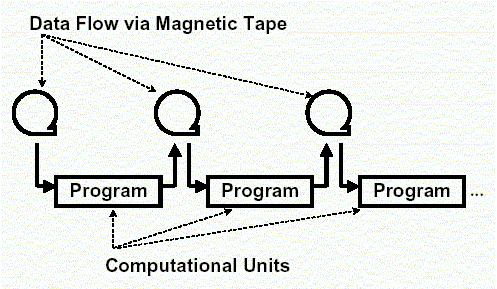 Data Flow via Magnetic Tape
Program
Program
Program ...
Computational Units